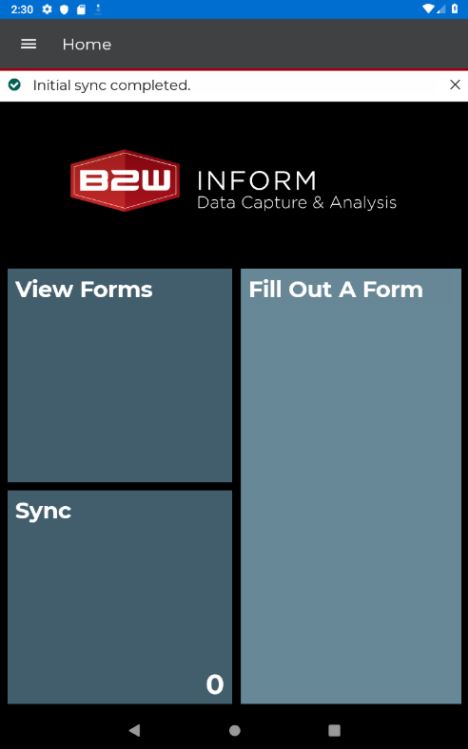 2:30
Home
Initial sync completed.
B2W INFORM
Data Capture & Analysis
View Forms
Fill Out A Form
Sync
0